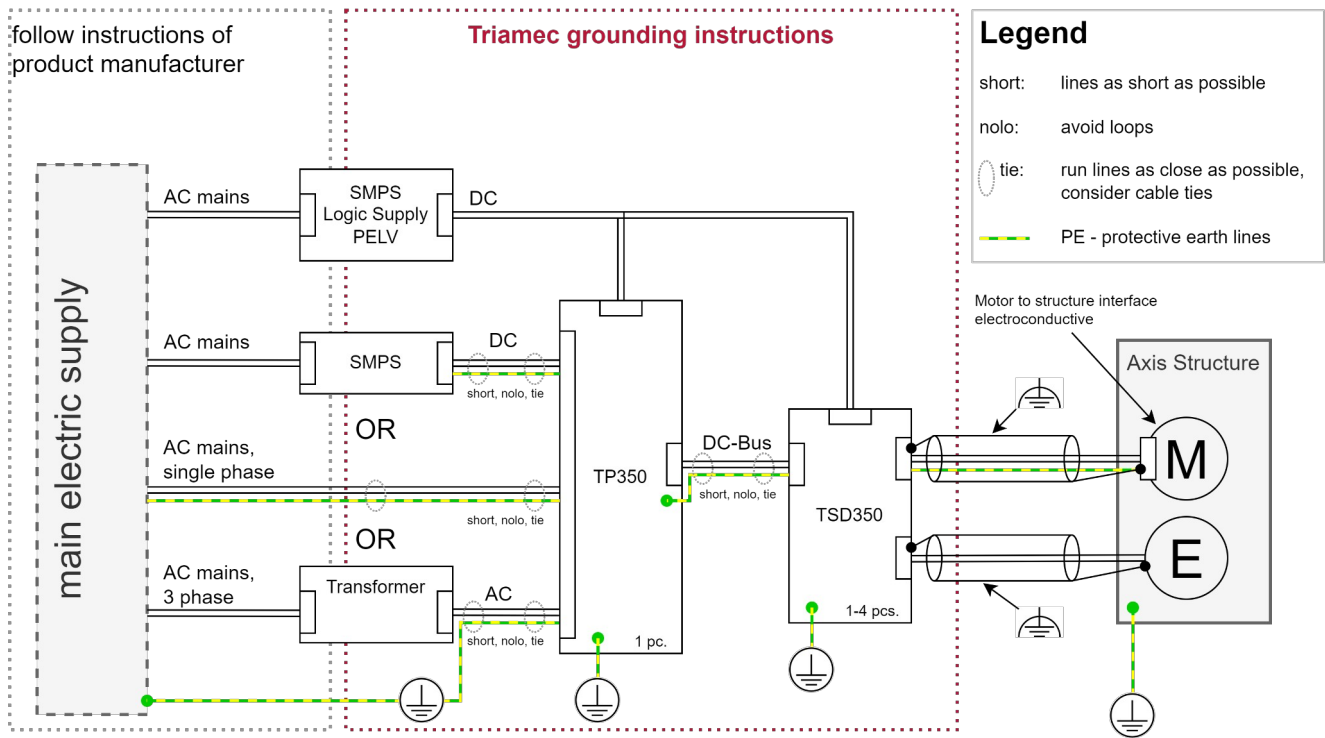 follow instructions of
product manufacturer
Triamec grounding instructions
Legend
short: lines as short as possible
nolo: avoid loops
tie: run lines as close as possible,
consider cable ties
PE - protective earth lines
main electric supply
AC mains
SMPS
Logic Supply
PELV
DC
AC mains
SMPS
DC
short, nolo, tie
OR
AC mains,
single phase
short, nolo, tie
OR
AC mains,
3 phase
Transformer
AC
short, nolo, tie
TP350
1 pc.
DC-Bus
short, nolo, tie
TSD350
1-4 pcs.
Motor to structure interface
electroconductive
Axis Structure
M
E